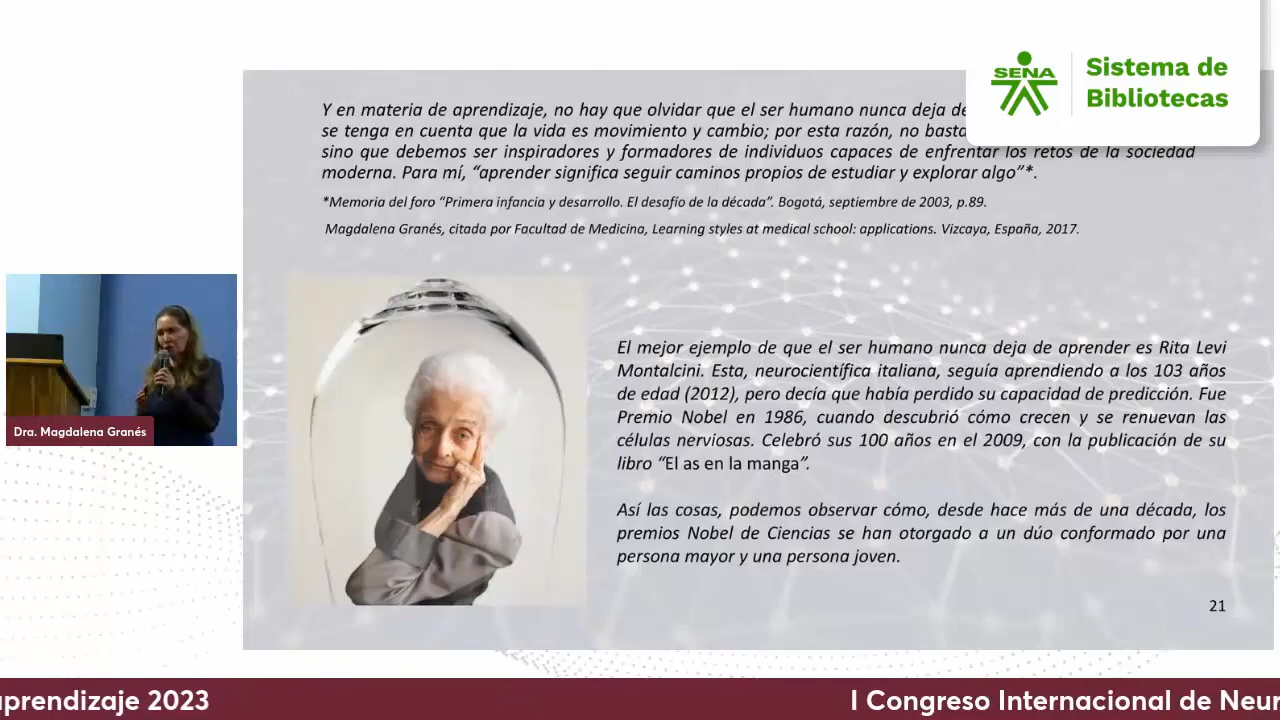 SENA
Sistema de
Bibliotecas
Y en materia de aprendizaje, no hay que olvidar que el ser humano nunca deja de
se tenga en cuenta que la vida es movimiento y cambio; por esta razón, no basta
sino que debemos ser inspiradores y formadores de individuos capaces de enfrentar los retos de la sociedad
moderna. Para mí, “aprender significa seguir caminos propios de estudiar y explorar algo”*.
*Memoria del foro “Primera infancia y desarrollo. El desafío de la década”. Bogotá, septiembre de 2003, p.89.
Magdalena Granés, citada por Facultad de Medicina, Learning styles at medical school: applications. Vizcaya, España, 2017.
El mejor ejemplo de que el ser humano nunca deja de aprender es Rita Levi
Montalcini. Esta, neurocientífica italiana, seguía aprendiendo a los 103 años
de edad (2012), pero decía que había perdido su capacidad de predicción. Fue
Premio Nobel en 1986, cuando descubrió cómo crecen y se renuevan las
células nerviosas. Celebró sus 100 años en el 2009, con la publicación de su
libro “El as en la manga”.
Así las cosas, podemos observar cómo, desde hace más de una década, los
premios Nobel de Ciencias se han otorgado a un dúo conformado por una
persona mayor y una persona joven.
21
Dra. Magdalena Granés
aprendizaje 2023
I Congreso Internacional de Neur